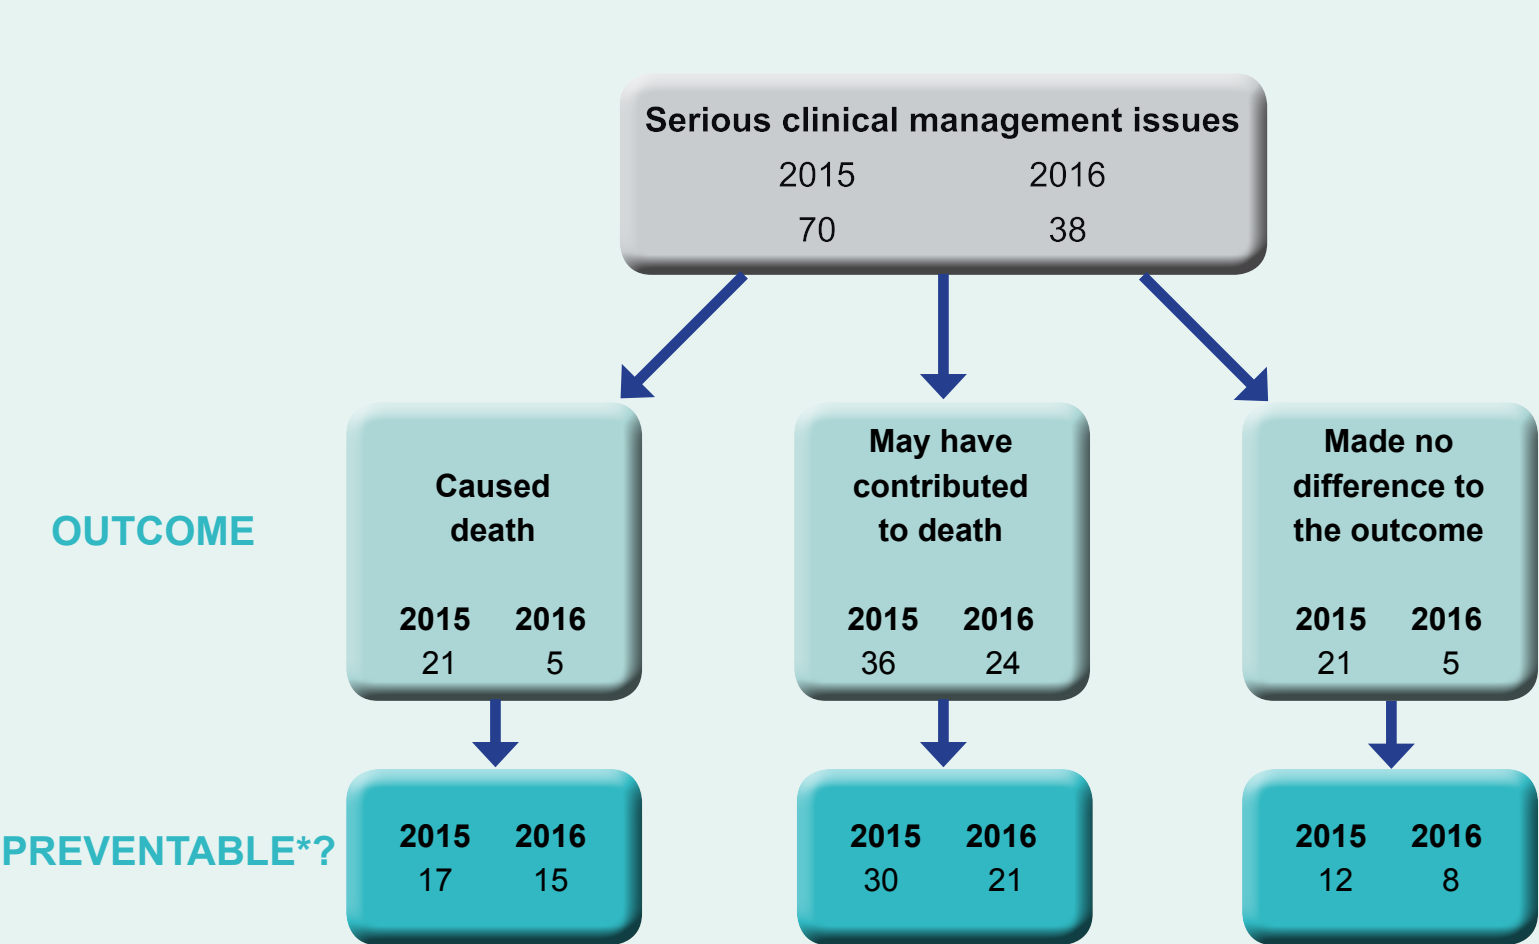 Serious clinical management issues
2015 2016
70 38
OUTCOME
Caused
death
2015 2016
21 5
May have
contributed
to death
2015 2016
36 24
Made no
difference to
the outcome
2015 2016
21 5
PREVENTABLE*?
2015 2016
17 15
2015 2016
30 21
2015 2016
12 8